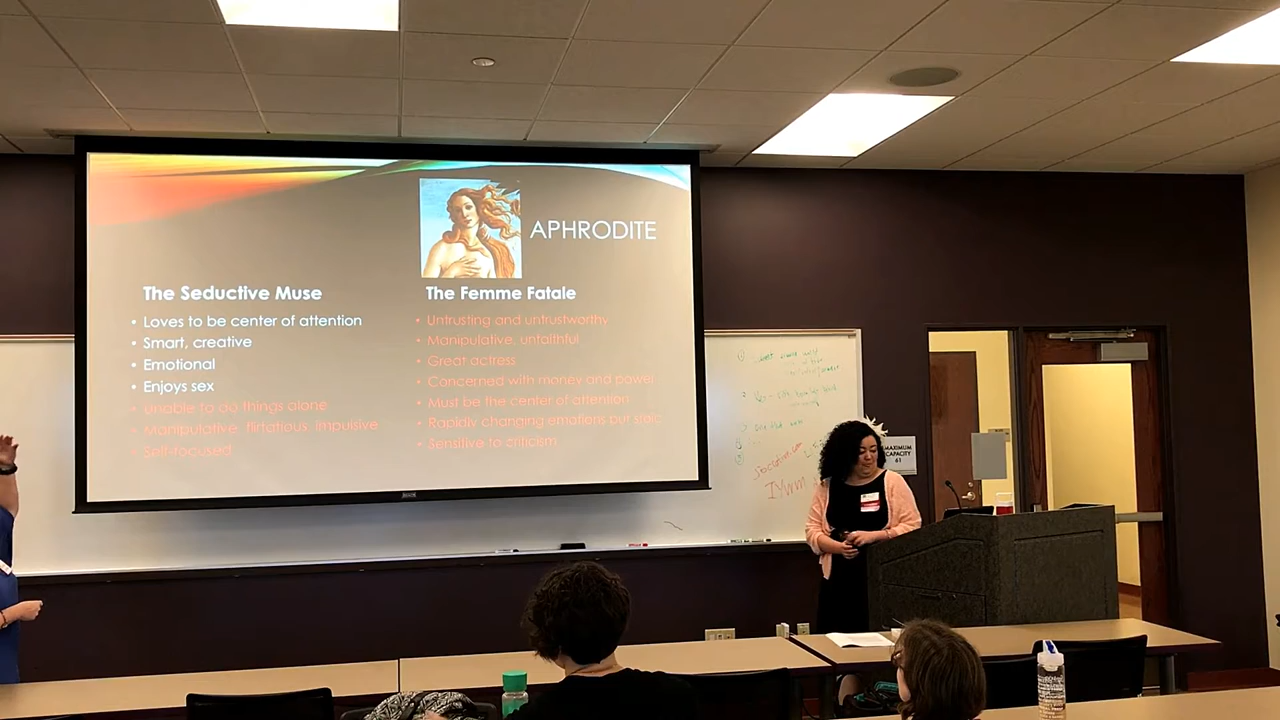 APHRODITE
The Seductive Muse
• Loves to be center of attention
• Smart, creative
• Emotional
• Enjoys sex
• Unable to do things alone
• Manipulative, flirtatious, impulsive
• Self-focused
The Femme Fatale
• Untrusting and untrustworthy
• Manipulative, unfaithful
• Great actress
• Concerned with money and power
• Must be the center of attention
• Rapidly changing emotions but stoic
• Sensitive to criticism
IYWM
MAXIMUM
CAPACITY
61